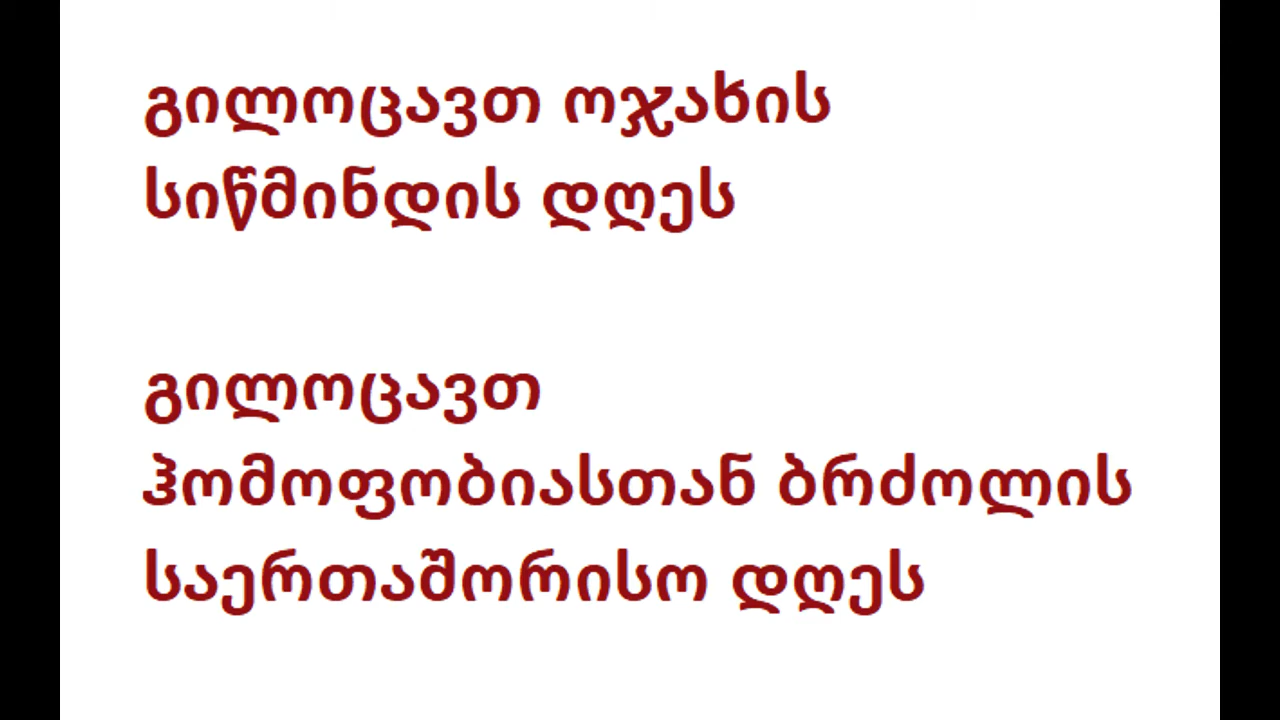 გილოცავთ ოჯახის
სიწმინდის დღეს
გილოცავთ
ჰომოფობიასთან ბრძოლის
საერთაშორისო დღეს